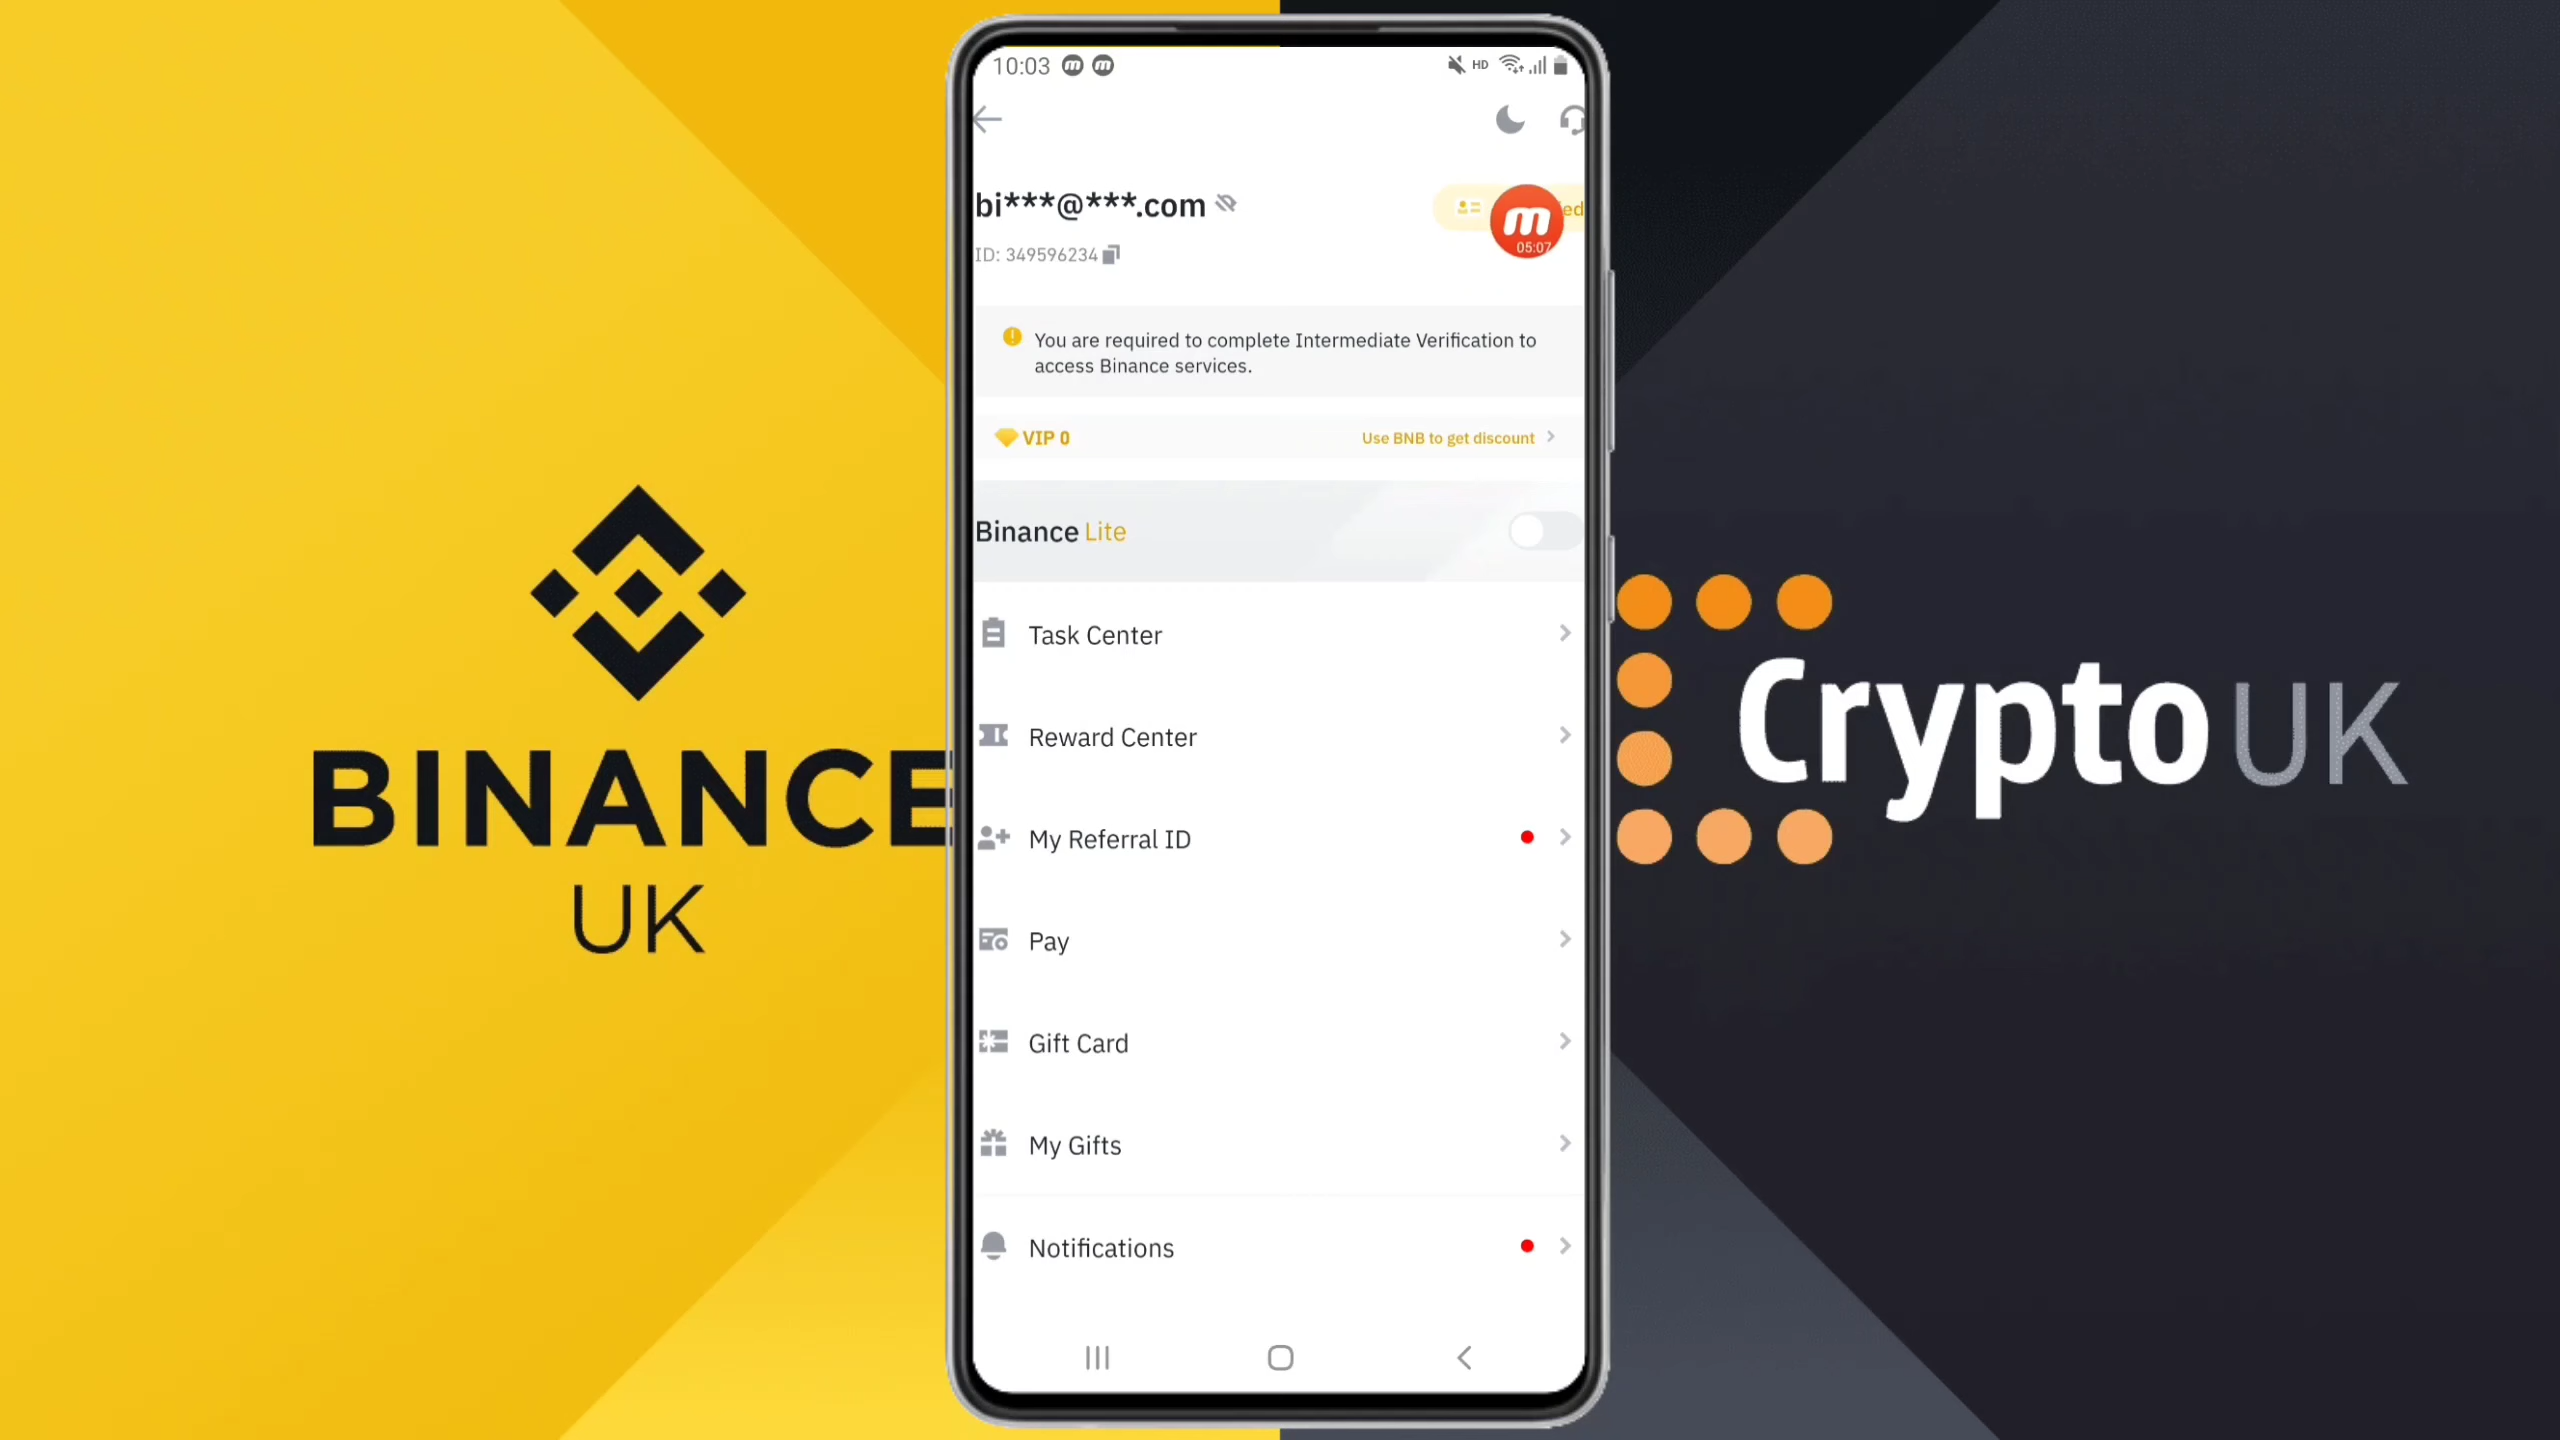 10:03
HD
bi***@***.com
ed
m
05:07
ID: 349596234
You are required to complete Intermediate Verification to
access Binance services.
VIP 0
Use BNB to get discount
Binance Lite
Task Center
Reward Center
My Referral ID
Pay
Gift Card
My Gifts
Notifications
BINANCE
UK
Crypto UK